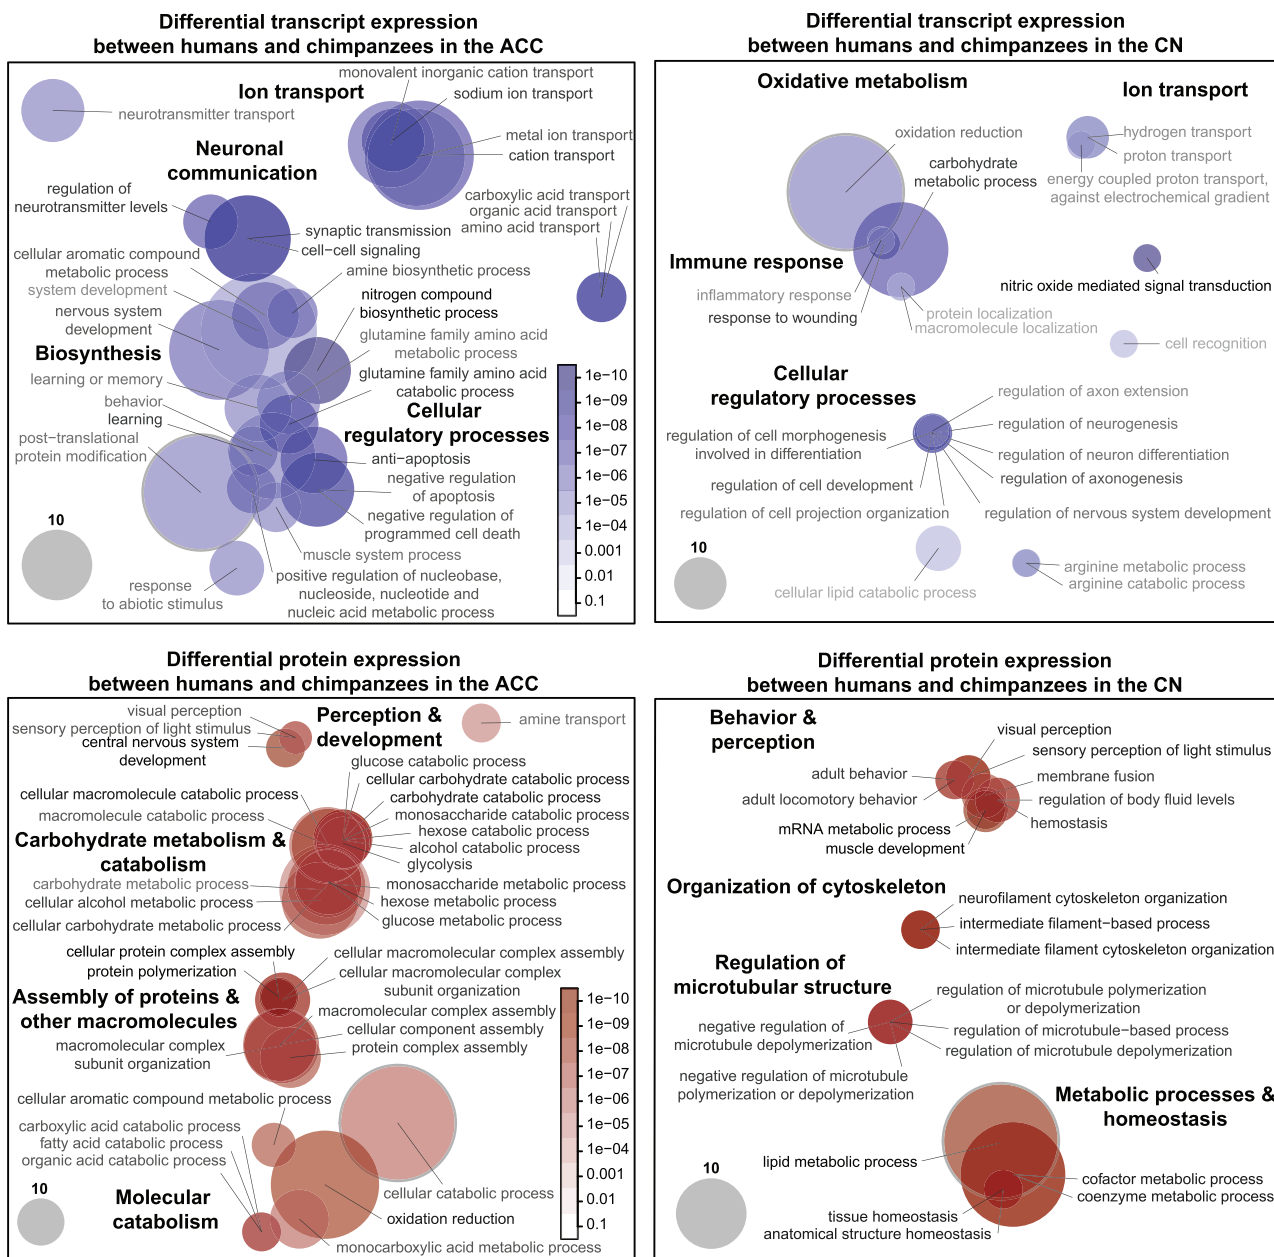 Differential transcript expression
between humans and chimpanzees in the ACC
monovalent inorganic cation transport
Ion transport
sodium ion transport
neurotransmitter transport
metal ion transport
cation transport
Neuronal
communication
regulation of
neurotransmitter levels
carboxylic acid transport
organic acid transport
amino acid transport
synaptic transmission
cell−cell signaling
cellular aromatic compound
metabolic process
amine biosynthetic process
system development
nitrogen compound
biosynthetic process
nervous system
development
glutamine family amino acid
metabolic process
Biosynthesis
learning or memory
glutamine family amino acid
catabolic process
behavior
learning
Cellular
regulatory processes
post-translational
protein modification
anti−apoptosis
negative regulation
of apoptosis
negative regulation of
programmed cell death
muscle system process
response
to abiotic stimulus
positive regulation of nucleobase,
nucleoside, nucleotide and
nucleic acid metabolic process
10
1e−10
1e−09
1e−08
1e−07
1e−06
1e−05
1e−04
0.001
0.01
0.1
Differential transcript expression
between humans and chimpanzees in the CN
Oxidative metabolism
Ion transport
oxidation reduction
hydrogen transport
proton transport
carbohydrate
metabolic process
energy coupled proton transport,
against electrochemical gradient
Immune response
nitric oxide mediated signal transduction
inflammatory response
response to wounding
protein localization
macromolecule localization
cell recognition
Cellular
regulatory processes
regulation of axon extension
regulation of neurogenesis
regulation of cell morphogenesis
involved in differentiation
regulation of neuron differentiation
regulation of axonogenesis
regulation of cell development
regulation of cell projection organization
regulation of nervous system development
arginine metabolic process
arginine catabolic process
cellular lipid catabolic process
10
Differential protein expression
between humans and chimpanzees in the ACC
visual perception
sensory perception of light stimulus
central nervous system
development
Perception &
development
amine transport
glucose catabolic process
cellular carbohydrate catabolic process
cellular macromolecule catabolic process
carbohydrate catabolic process
macromolecule catabolic process
monosaccharide catabolic process
hexose catabolic process
Carbohydrate metabolism &
catabolism
alcohol catabolic process
glycolysis
carbohydrate metabolic process
monosaccharide metabolic process
cellular alcohol metabolic process
hexose metabolic process
cellular carbohydrate metabolic process
glucose metabolic process
cellular protein complex assembly
cellular macromolecular complex assembly
protein polymerization
cellular macromolecular complex
subunit organization
Assembly of proteins &
other macromolecules
macromolecular complex assembly
cellular component assembly
macromolecular complex
subunit organization
protein complex assembly
cellular aromatic compound metabolic process
carboxylic acid catabolic process
fatty acid catabolic process
organic acid catabolic process
cellular catabolic process
Molecular
catabolism
oxidation reduction
monocarboxylic acid metabolic process
10
1e−10
1e−09
1e−08
1e−07
1e−06
1e−05
1e−04
0.001
0.01
0.1
Differential protein expression
between humans and chimpanzees in the CN
Behavior &
perception
visual perception
sensory perception of light stimulus
adult behavior
membrane fusion
adult locomotory behavior
regulation of body fluid levels
hemostasis
mRNA metabolic process
muscle development
Organization of cytoskeleton
neurofilament cytoskeleton organization
intermediate filament−based process
intermediate filament cytoskeleton organization
Regulation of
microtubular structure
regulation of microtubule polymerization
or depolymerization
negative regulation of
microtubule depolymerization
regulation of microtubule−based process
regulation of microtubule depolymerization
negative regulation of microtubule
polymerization or depolymerization
Metabolic processes &
homeostasis
lipid metabolic process
cofactor metabolic process
coenzyme metabolic process
tissue homeostasis
anatomical structure homeostasis
10